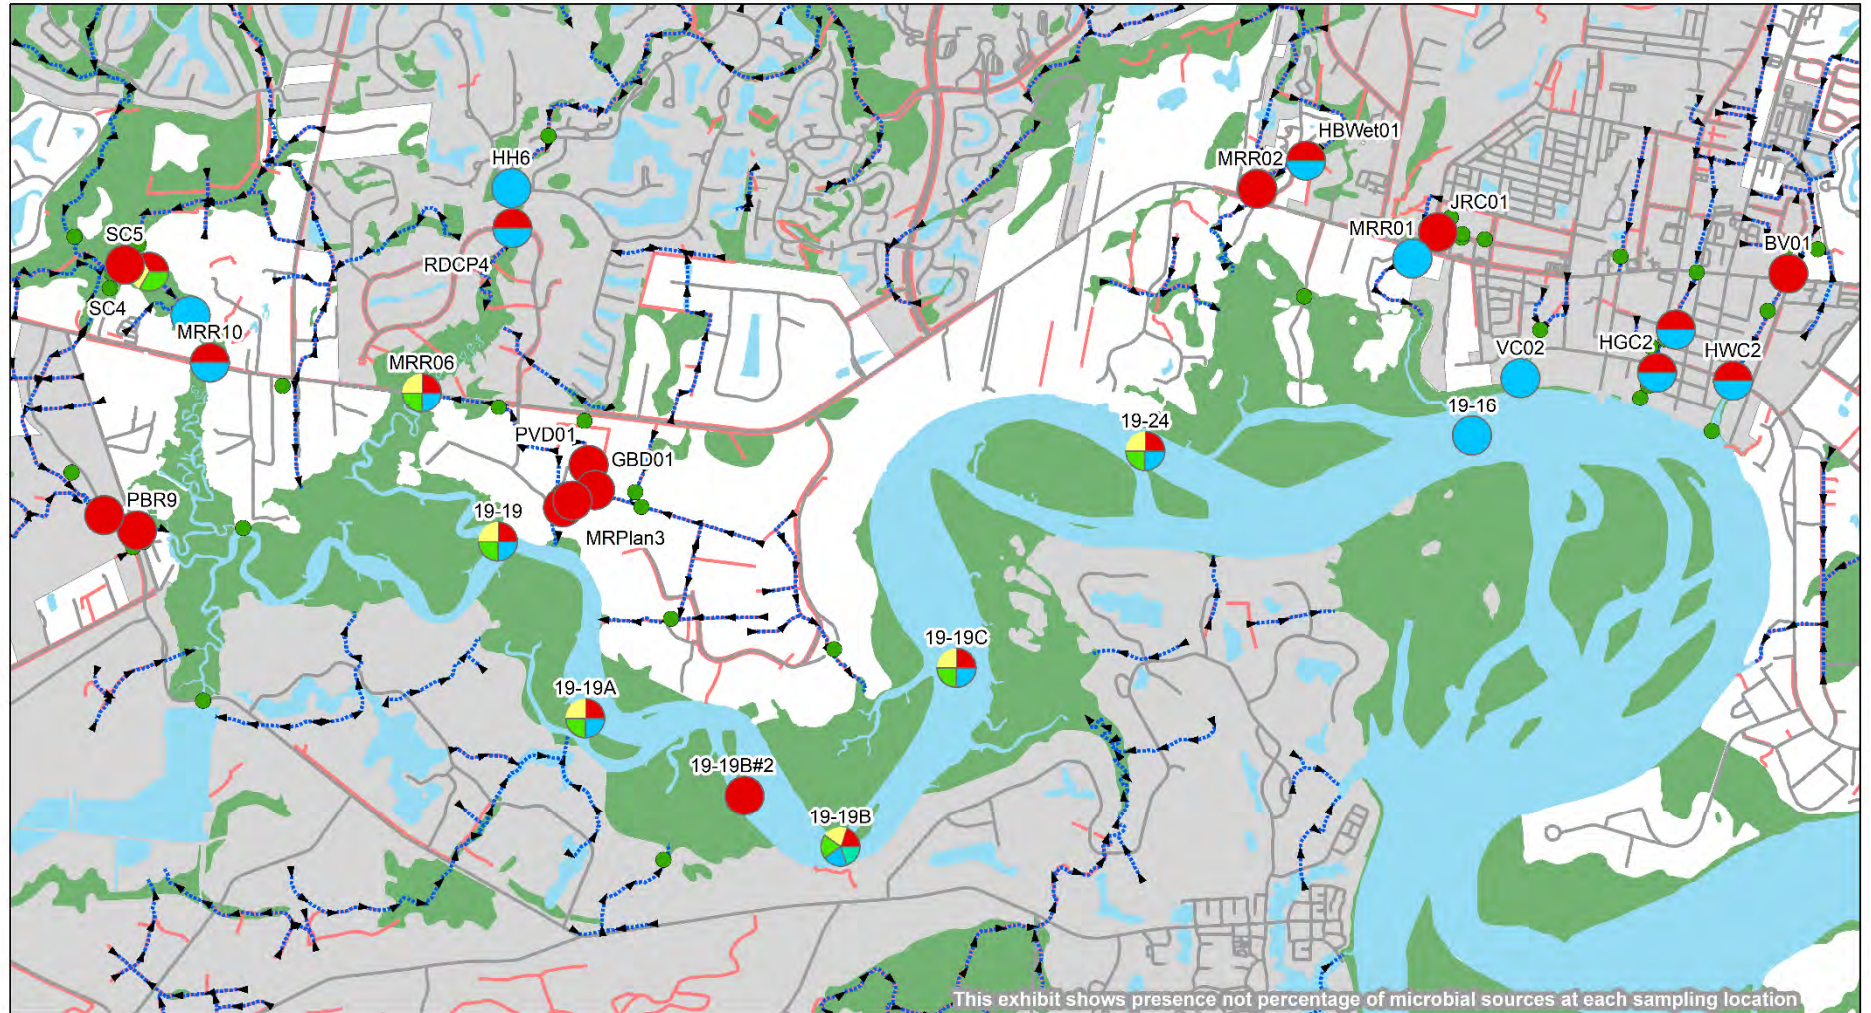 HBWet01
HH6
MRR02
JRC01
MRR01
SC5
BV01
RDCP4
SC4
MRR10
VC02
HGC2
HWC2
MRR06
19-16
19-24
PVD01
GBD01
PBR9
19-19
MRPlan3
19-19C
19-19A
19-19B#2
19-19B
This exhibit shows presence not percentage of microbial sources at each sampling location